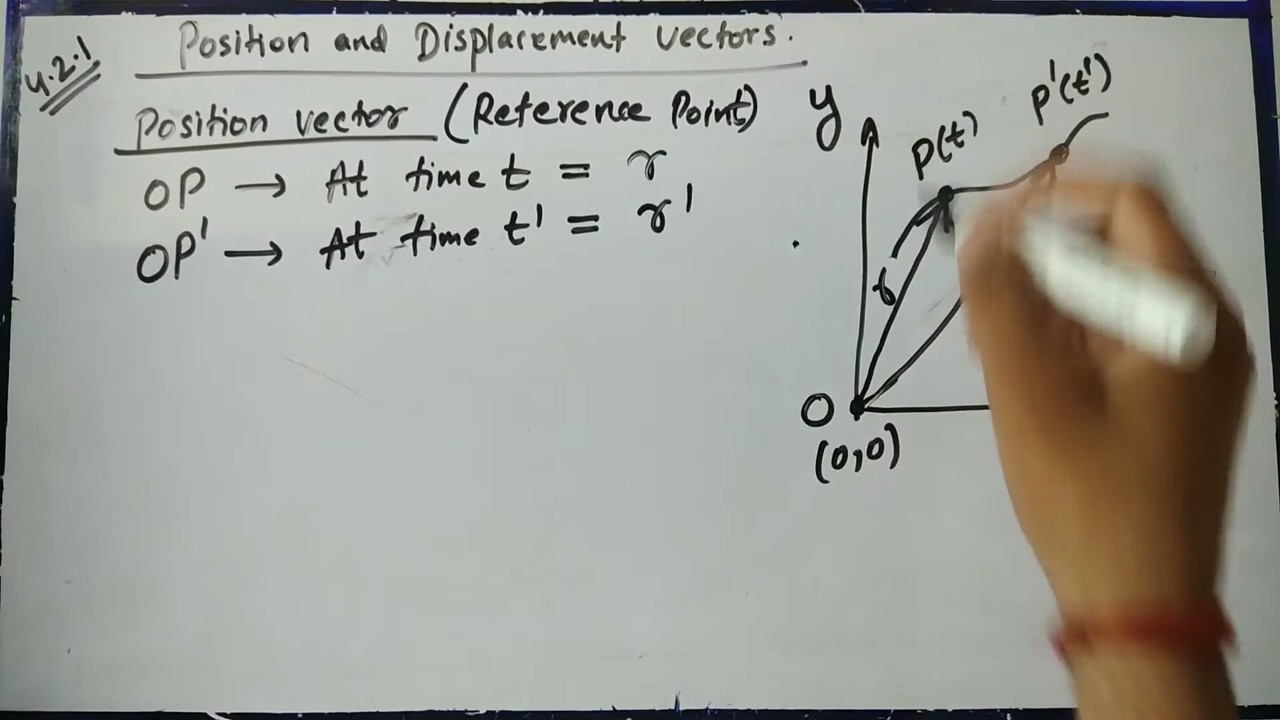 4.2.1 Position and Displacement vectors.
Position vector (Reference Point)
OP → At time t = r
OP' → At time t' = r'
y
P(t)
P'(t')
r
O
(0,0)